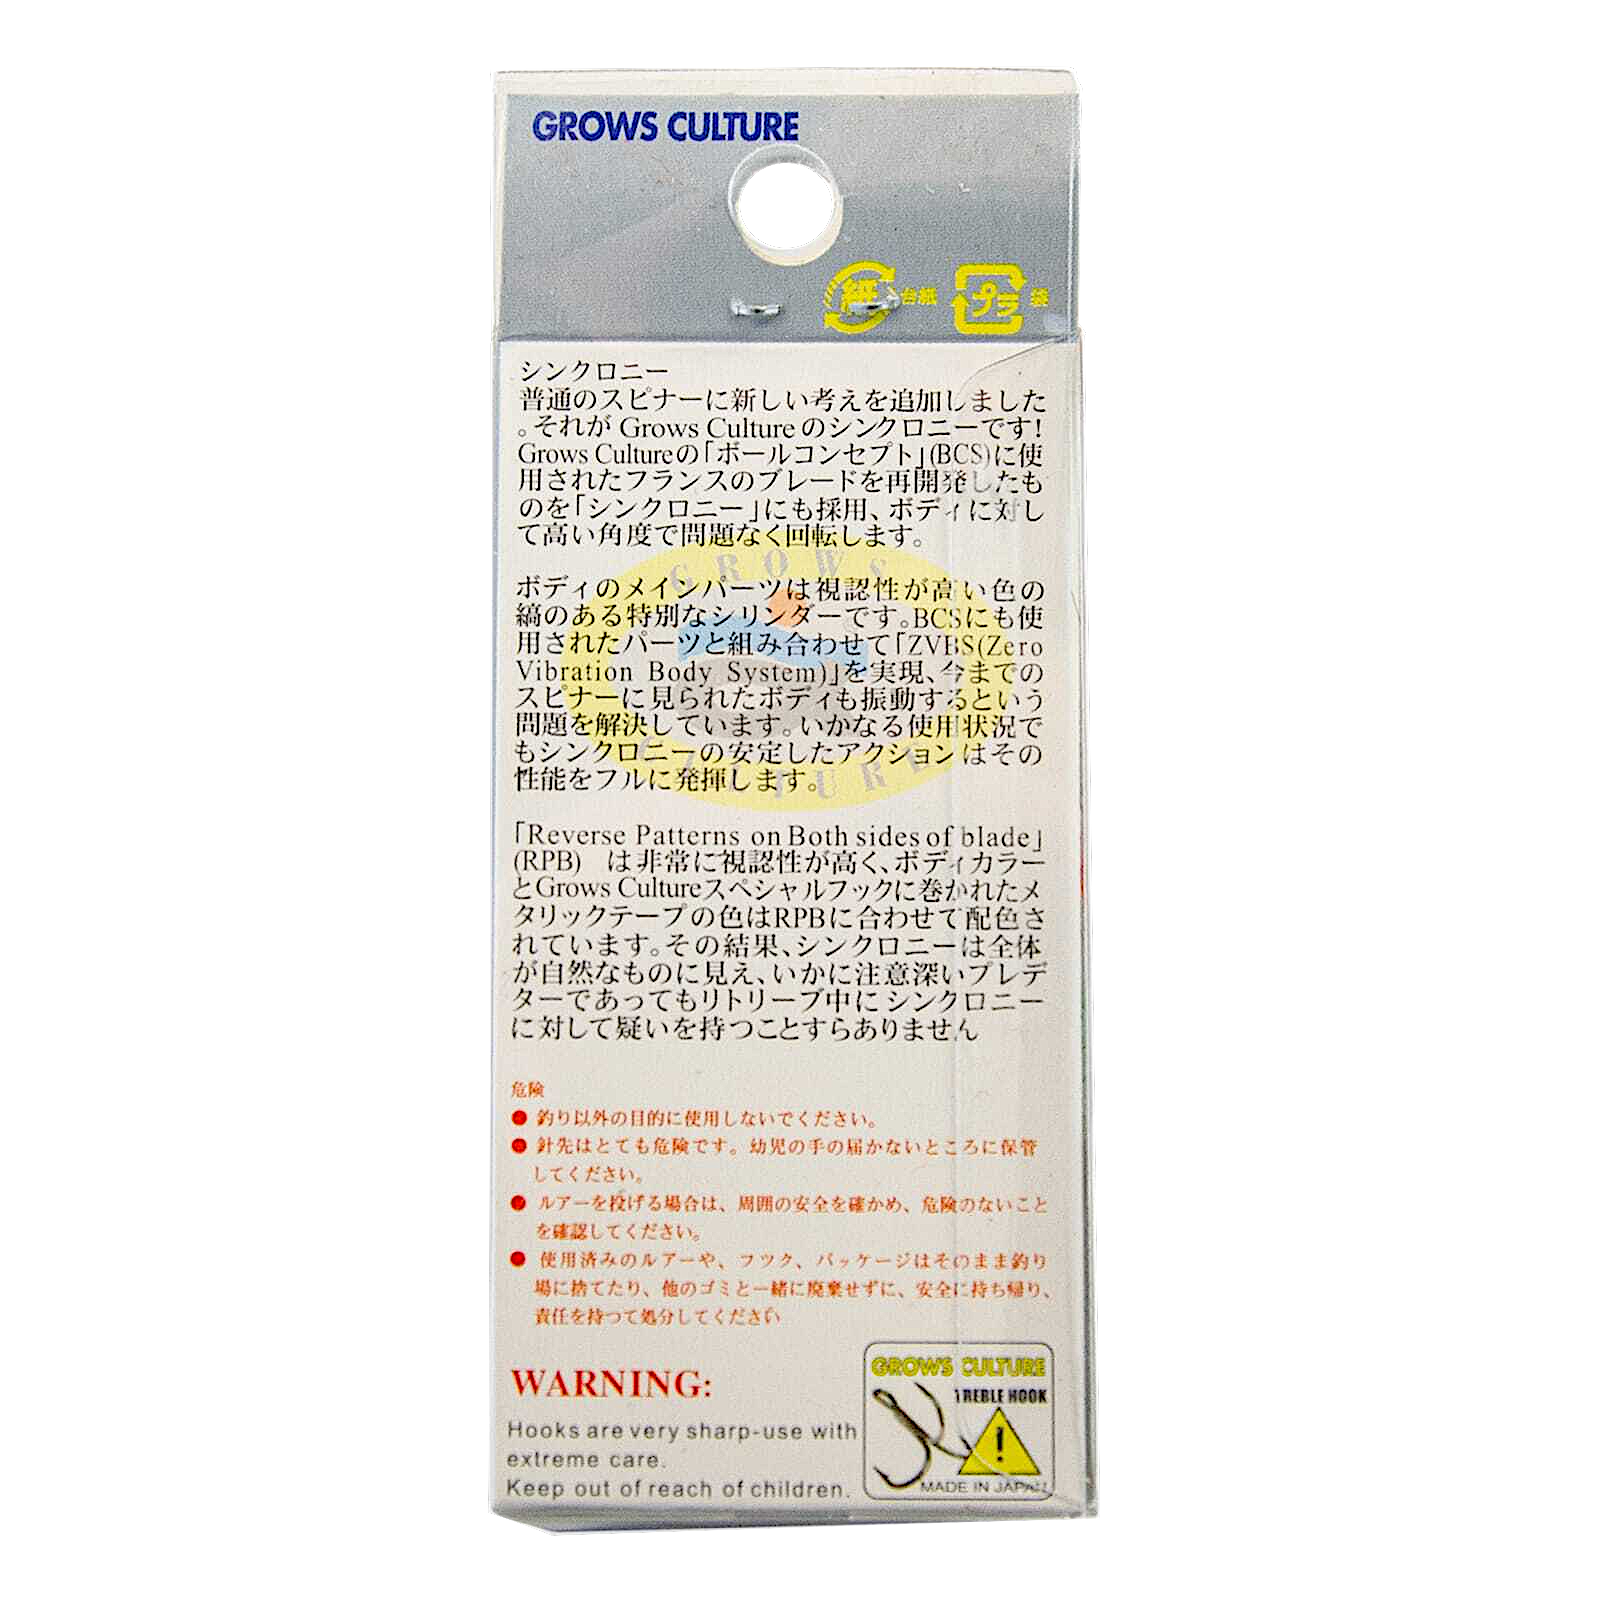 GROWS CULTURE
紙 台紙 プラ 袋
シンクロニー
普通のスピナーに新しい考えを追加しました
。それが Grows Culture のシンクロニーです!
Grows Cultureの「ボールコンセプト」(BCS)に使
用されたフランスのブレードを再開発したも
のを「シンクロニー」にも採用、ボディに対し
て高い角度で問題なく回転します。
ボディのメインパーツは視認性が高い色の
縞のある特別なシリンダーです。BCSにも使
用されたパーツと組み合わせて「ZVBS(Zero
Vibration Body System)」を実現、今までの
スピナーに見られたボディも振動するという
問題を解決しています。いかなる使用状況で
もシンクロニーの安定したアクションはその
性能をフルに発揮します。
「Reverse Patterns on Both sides of blade」
(RPB) は非常に視認性が高く、ボディカラー
とGrows Cultureスペシャルフックに巻かれたメ
タリックテープの色はRPBに合わせて配色さ
れています。その結果、シンクロニーは全体
が自然なものに見え、いかに注意深いプレデ
ターであってもリトリーブ中にシンクロニー
に対して疑いを持つことすらありません
危険
● 釣り以外の目的に使用しないでください。
● 針先はとても危険です。幼児の手の届かないところに保管
してください。
● ルアーを投げる場合は、周囲の安全を確かめ、危険のないこと
を確認してください。
● 使用済みのルアーや、フツク、パッケージはそのまま釣り
場に捨てたり、他のゴミと一緒に廃棄せずに、安全に持ち帰り、
責任を持つて処分してください
WARNING:
Hooks are very sharp-use with
extreme care.
Keep out of reach of children.
GROWS CULTURE
TREBLE HOOK
!
MADE IN JAPAN
GROWS
CULTURE